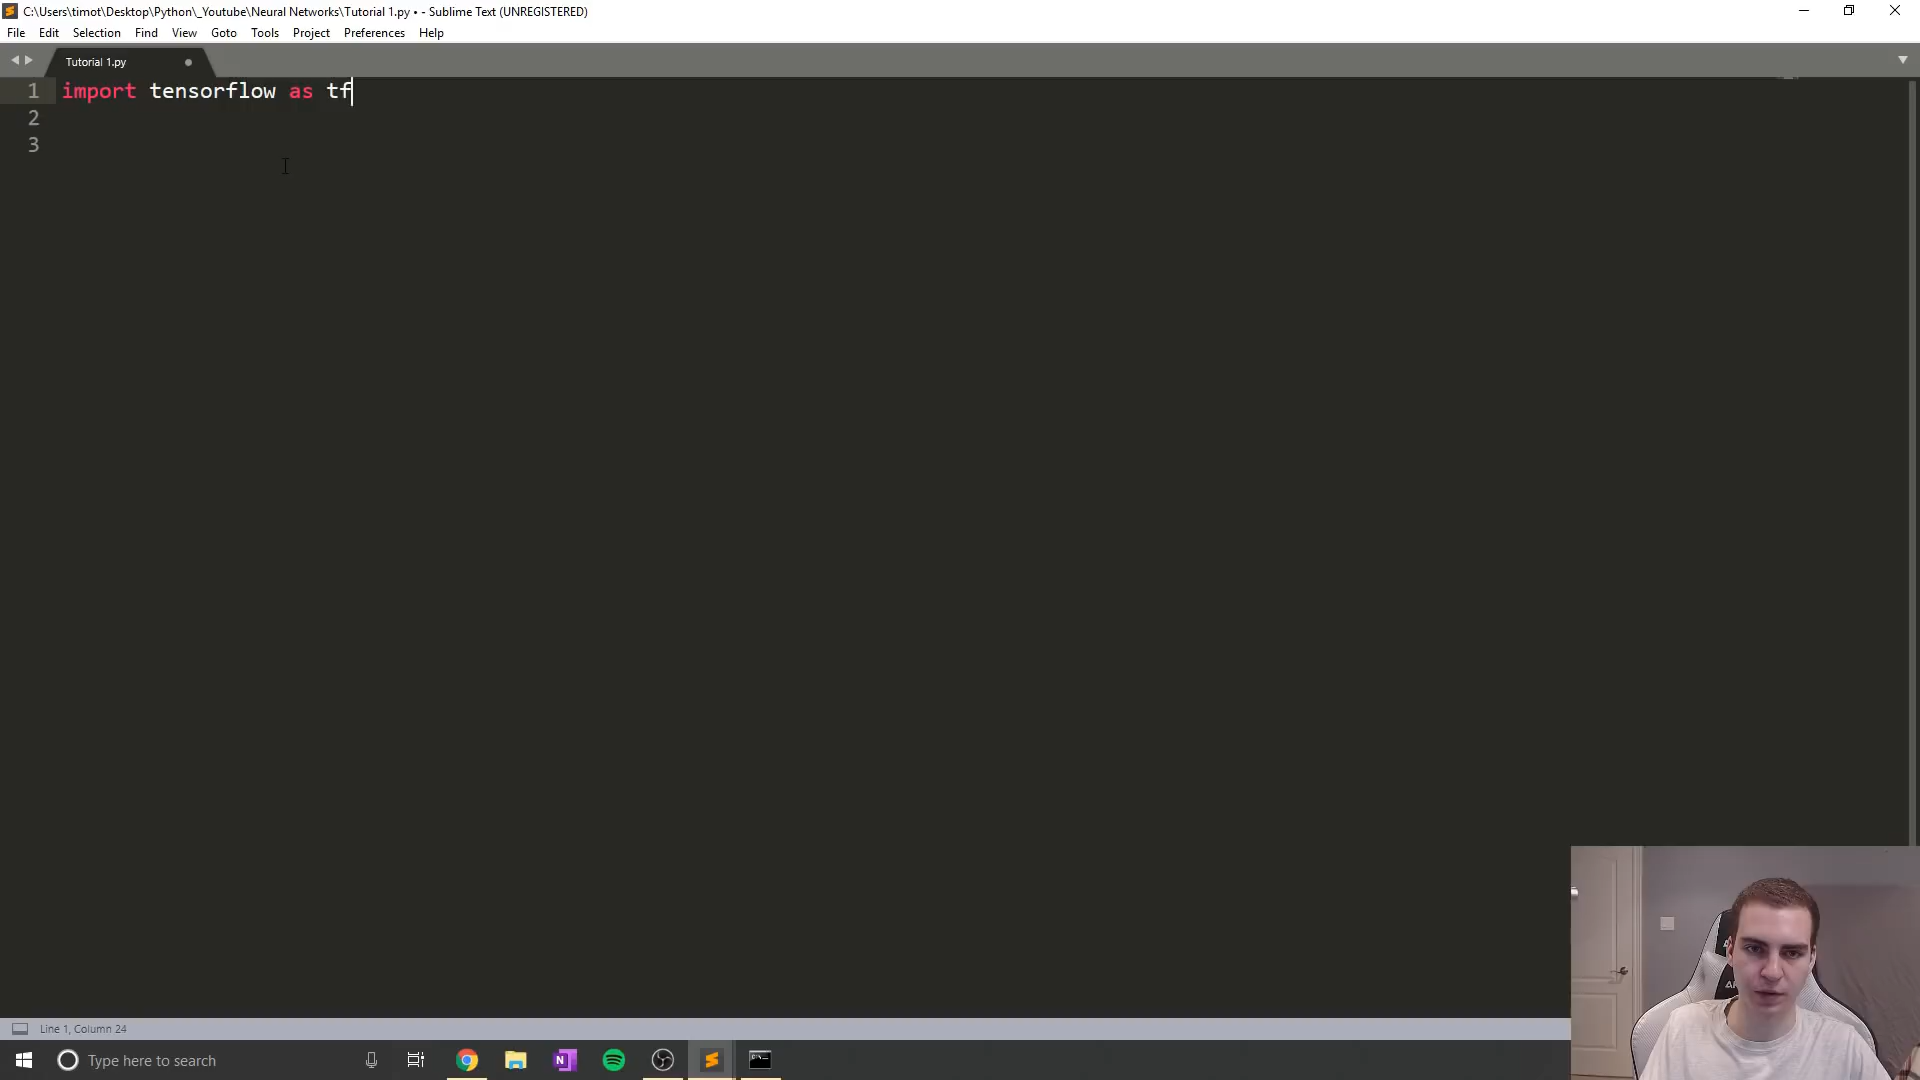 C:\Users\timot\Desktop\Python\_Youtube\Neural Networks\Tutorial 1.py • - Sublime Text (UNREGISTERED)
File Edit Selection Find View Goto Tools Project Preferences Help
Tutorial 1.py
1 import tensorflow as tf
2
3
Line 1, Column 24
Type here to search